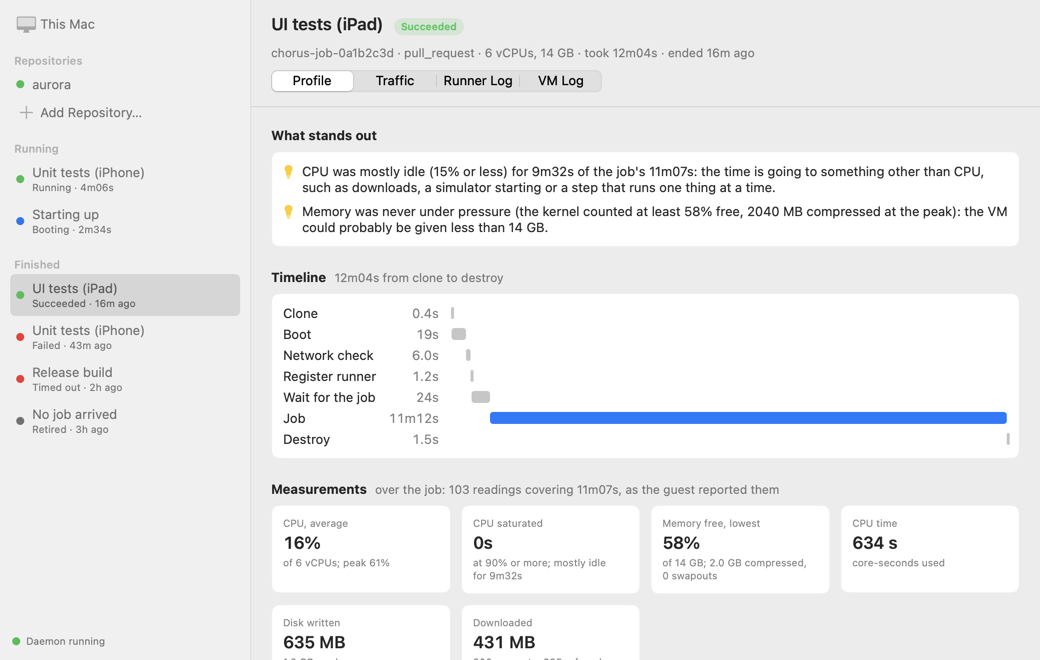 This Mac
Repositories
aurora
Add Repository...
Running
Unit tests (iPhone)
Running · 4m06s
Starting up
Booting · 2m34s
Finished
UI tests (iPad)
Succeeded · 16m ago
Unit tests (iPhone)
Failed · 43m ago
Release build
Timed out · 2h ago
No job arrived
Retired · 3h ago
Daemon running
UI tests (iPad) Succeeded
chorus-job-0a1b2c3d · pull_request · 6 vCPUs, 14 GB · took 12m04s · ended 16m ago
Profile Traffic Runner Log VM Log
What stands out
CPU was mostly idle (15% or less) for 9m32s of the job's 11m07s: the time is going to something other than CPU,
such as downloads, a simulator starting or a step that runs one thing at a time.
Memory was never under pressure (the kernel counted at least 58% free, 2040 MB compressed at the peak): the VM
could probably be given less than 14 GB.
Timeline 12m04s from clone to destroy
Clone 0.4s
Boot 19s
Network check 6.0s
Register runner 1.2s
Wait for the job 24s
Job 11m12s
Destroy 1.5s
Measurements over the job: 103 readings covering 11m07s, as the guest reported them
CPU, average
16%
of 6 vCPUs; peak 61%
CPU saturated
0s
at 90% or more; mostly idle
for 9m32s
Memory free, lowest
58%
of 14 GB; 2.0 GB compressed,
0 swapouts
CPU time
634 s
core-seconds used
Disk written
635 MB
Downloaded
431 MB